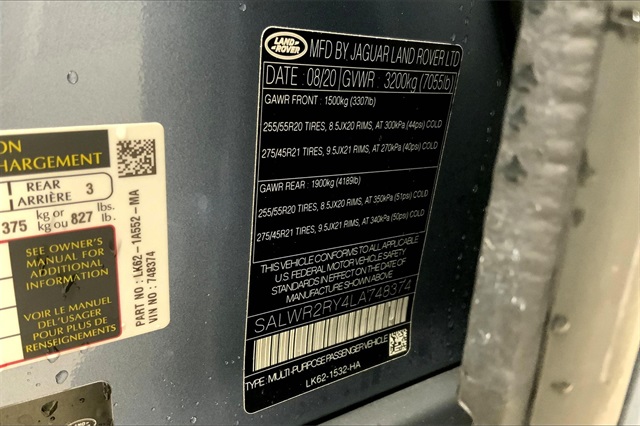 ON
CHARGEMENT
REAR
ARRIÈRE 3
375 kg or kg ou 827 lbs. lb.
SEE OWNER'S
MANUAL FOR
ADDITIONAL
INFORMATION
VOIR LE MANUEL
DEL'USAGER
POUR PLUS DE
RENSEIGNEMENTS
PART NO : LK62-1A552-MA
VIN NO : 748374
LAND
ROVER
MFD BY JAGUAR LAND ROVER LTD
DATE : 08/20 GVWR : 3200kg (7055lb)
GAWR FRONT : 1500kg (3307lb)
255/55R20 TIRES, 8.5JX20 RIMS, AT 300kPa (44psi) COLD
275/45R21 TIRES, 9.5JX21 RIMS, AT 270kPa (40psi) COLD
GAWR REAR : 1900kg (4189lb)
255/55R20 TIRES, 8.5JX20 RIMS, AT 350kPa (51psi) COLD
275/45R21 TIRES, 9.5JX21 RIMS, AT 340kPa (50psi) COLD
THIS VEHICLE CONFORMS TO ALL APPLICABLE
U.S. FEDERAL MOTOR VEHICLE SAFETY
STANDARDS IN EFFECT ON THE DATE OF
MANUFACTURE SHOWN ABOVE
SALWR2RY4LA748374
TYPE : MULTI-PURPOSE PASSENGER VEHICLE
LK62-1532-HA